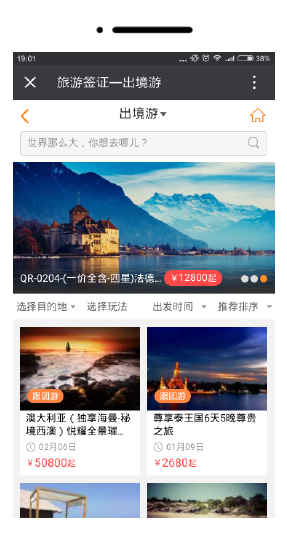 19:01 ... 38%
旅游签证—出境游
出境游
世界那么大，你想去哪儿？
QR-0204-(一价全含-四星)法德... ￥12800起
选择目的地 选择玩法 出发时间 推荐排序
跟团游
澳大利亚（独享海曼·秘
境西澳）悦耀全景璀...
02月06日
￥50800起
跟团游
尊享泰王国6天5晚尊贵
之旅
01月09日
￥2680起